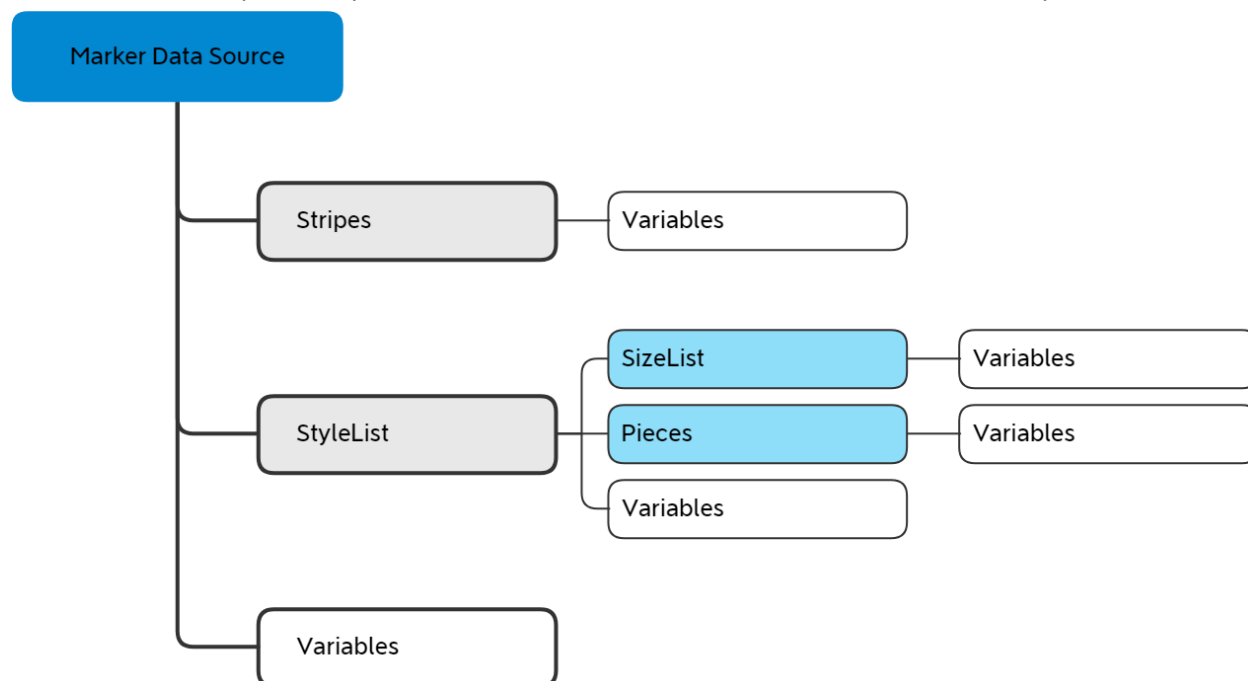 Marker Data Source
Stripes
Variables
SizeList
Variables
StyleList
Pieces
Variables
Variables
Variables